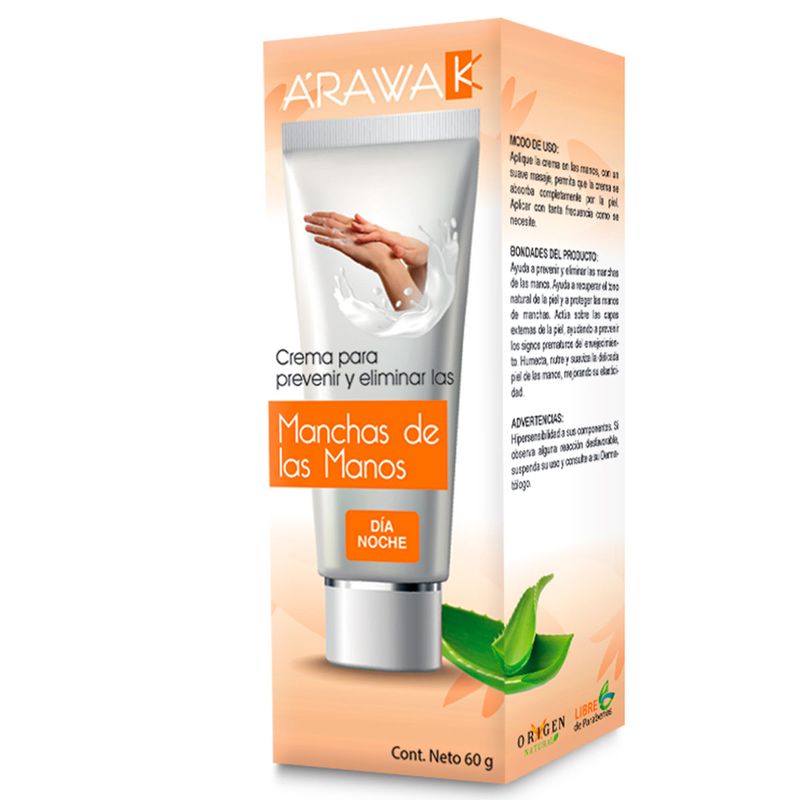 ÁRAWAK
Crema para
prevenir y eliminar las
Manchas de
las Manos
DÍA
NOCHE
Cont. Neto 60 g
MODO DE USO:
Aplique la crema en las manos, con un
suave masaje, permita que la crema se
absorba completamente por la piel.
Aplicar con tanta frecuencia como se
necesite.
BONDADES DEL PRODUCTO:
Ayuda a prevenir y eliminar las manchas
de las manos. Ayuda a recuperar el tono
natural de la piel y a proteger las manos
de manchas. Actúa sobre las capas
externas de la piel, ayudando a prevenir
los signos prematuros del envejecimien-
to. Humecta, nutre y suaviza la delicada
piel de las manos, mejorando su elastici-
dad.
ADVERTENCIAS:
Hipersensibilidad a sus componentes. Si
observa alguna reacción desfavorable,
suspenda su uso y consulte a su Derma-
tólogo.
ORIGEN
NATURAL
LIBRE
de Parabenos